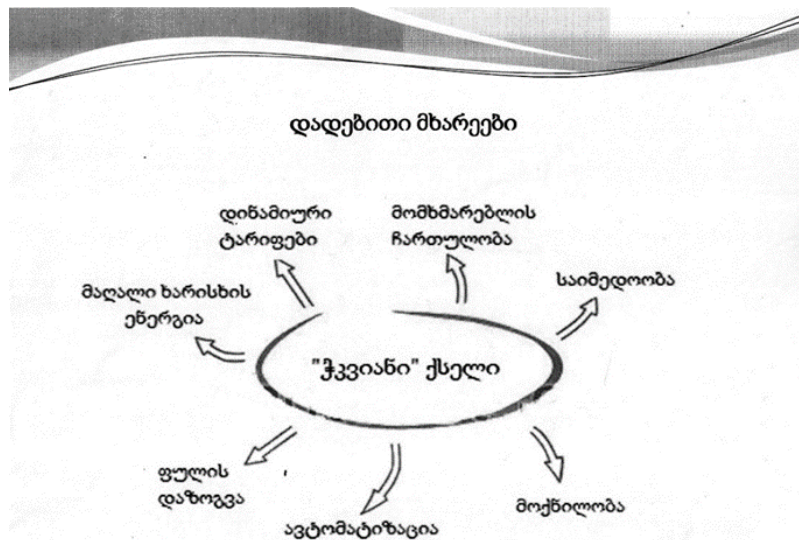 დადებითი მხარეები
დინამიური
ტარიფები
მომხმარებლის
ჩართულობა
საიმედოობა
მაღალი ხარისხის
ენერგია
"ჭკვიანი" ქსელი
ფულის
დაზოგვა
ავტომატიზაცია
მოქნილობა